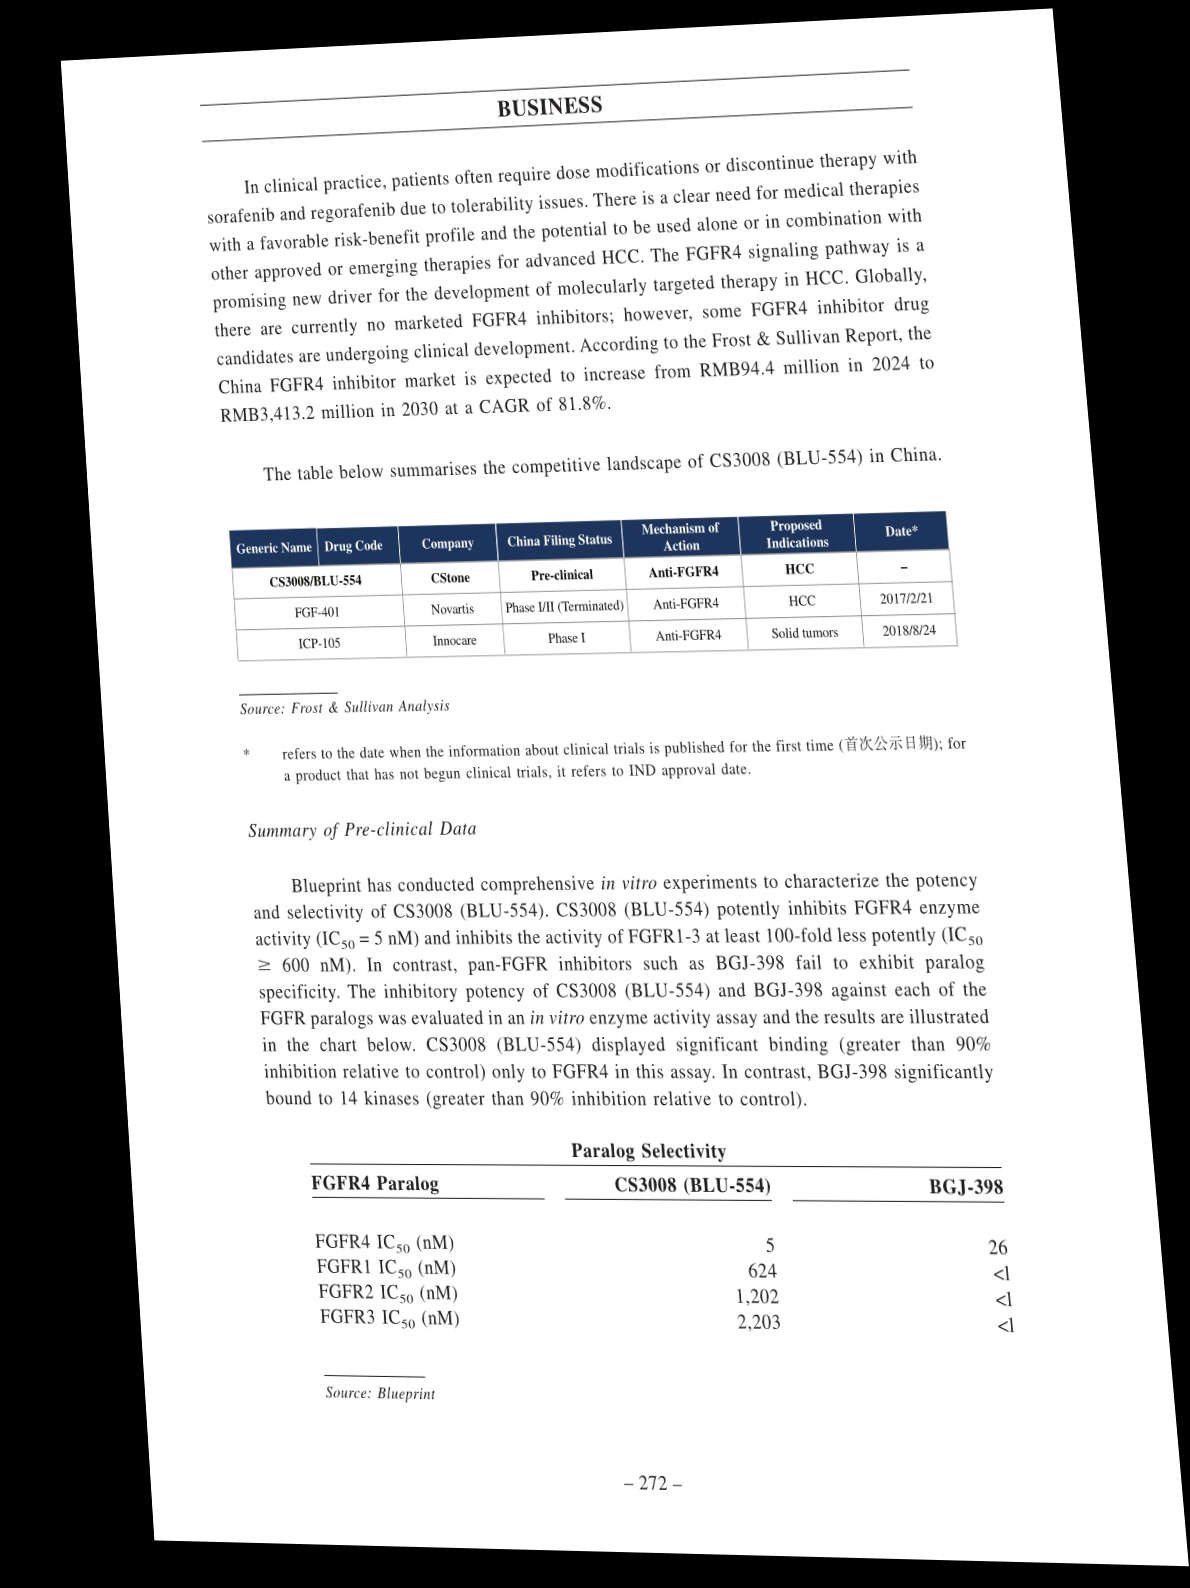 BUSINESS
In clinical practice, patients often require dose modifications or discontinue therapy with
sorafenib and regorafenib due to tolerability issues. There is a clear need for medical therapies
with a favorable risk-benefit profile and the potential to be used alone or in combination with
other approved or emerging therapies for advanced HCC. The FGFR4 signaling pathway is a
promising new driver for the development of molecularly targeted therapy in HCC. Globally,
there are currently no marketed FGFR4 inhibitors; however, some FGFR4 inhibitor drug
candidates are undergoing clinical development. According to the Frost & Sullivan Report, the
China FGFR4 inhibitor market is expected to increase from RMB94.4 million in 2024 to
RMB3,413.2 million in 2030 at a CAGR of 81.8%.
The table below summarises the competitive landscape of CS3008 (BLU-554) in China.
Generic Name Drug Code Company China Filing Status Mechanism of Action Proposed Indications Date*
CS3008/BLU-554 CStone Pre-clinical Anti-FGFR4 HCC –
FGF-401 Novartis Phase I/II (Terminated) Anti-FGFR4 HCC 2017/2/21
ICP-105 Innocare Phase I Anti-FGFR4 Solid tumors 2018/8/24
Source: Frost & Sullivan Analysis
* refers to the date when the information about clinical trials is published for the first time (首次公示日期); for
a product that has not begun clinical trials, it refers to IND approval date.
Summary of Pre-clinical Data
Blueprint has conducted comprehensive in vitro experiments to characterize the potency
and selectivity of CS3008 (BLU-554). CS3008 (BLU-554) potently inhibits FGFR4 enzyme
activity (IC50 = 5 nM) and inhibits the activity of FGFR1-3 at least 100-fold less potently (IC50
≥ 600 nM). In contrast, pan-FGFR inhibitors such as BGJ-398 fail to exhibit paralog
specificity. The inhibitory potency of CS3008 (BLU-554) and BGJ-398 against each of the
FGFR paralogs was evaluated in an in vitro enzyme activity assay and the results are illustrated
in the chart below. CS3008 (BLU-554) displayed significant binding (greater than 90%
inhibition relative to control) only to FGFR4 in this assay. In contrast, BGJ-398 significantly
bound to 14 kinases (greater than 90% inhibition relative to control).
Paralog Selectivity
FGFR4 Paralog CS3008 (BLU-554) BGJ-398
FGFR4 IC50 (nM) 5 26
FGFR1 IC50 (nM) 624 <1
FGFR2 IC50 (nM) 1,202 <1
FGFR3 IC50 (nM) 2,203 <1
Source: Blueprint
– 272 –